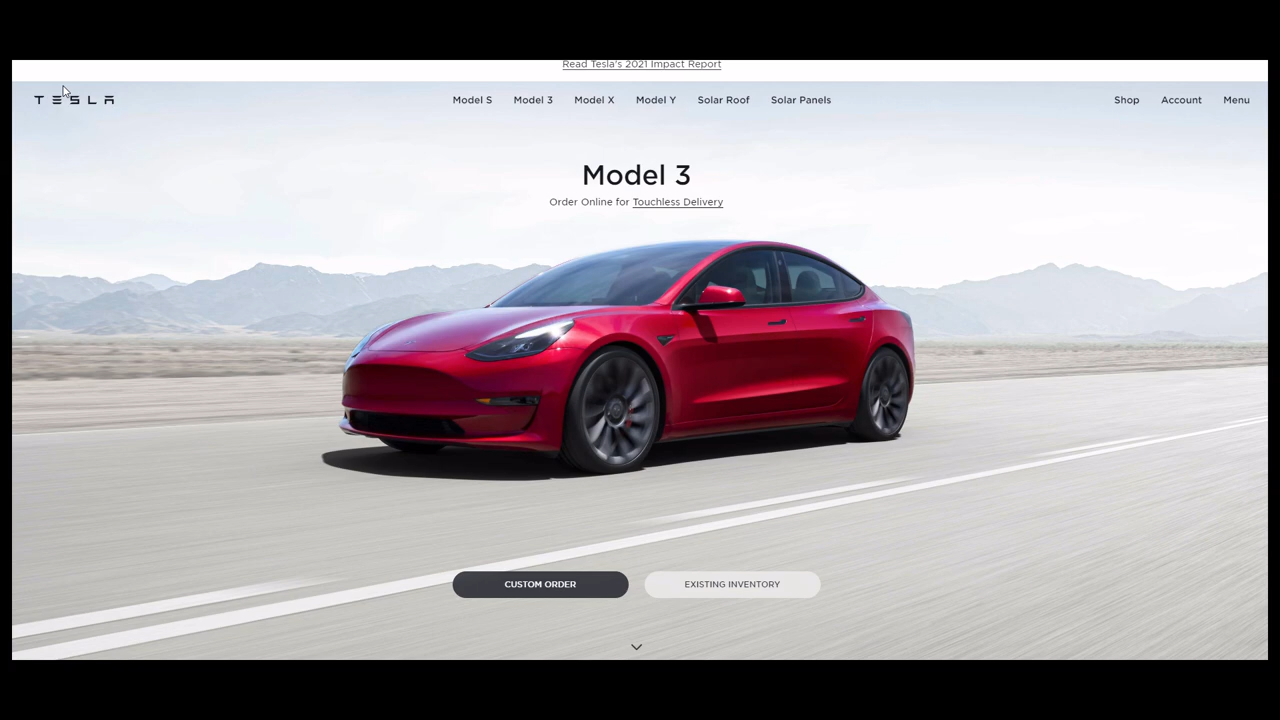 Read Tesla's 2021 Impact Report
TESLA Model S Model 3 Model X Model Y Solar Roof Solar Panels Shop Account Menu
Model 3
Order Online for Touchless Delivery
CUSTOM ORDER EXISTING INVENTORY